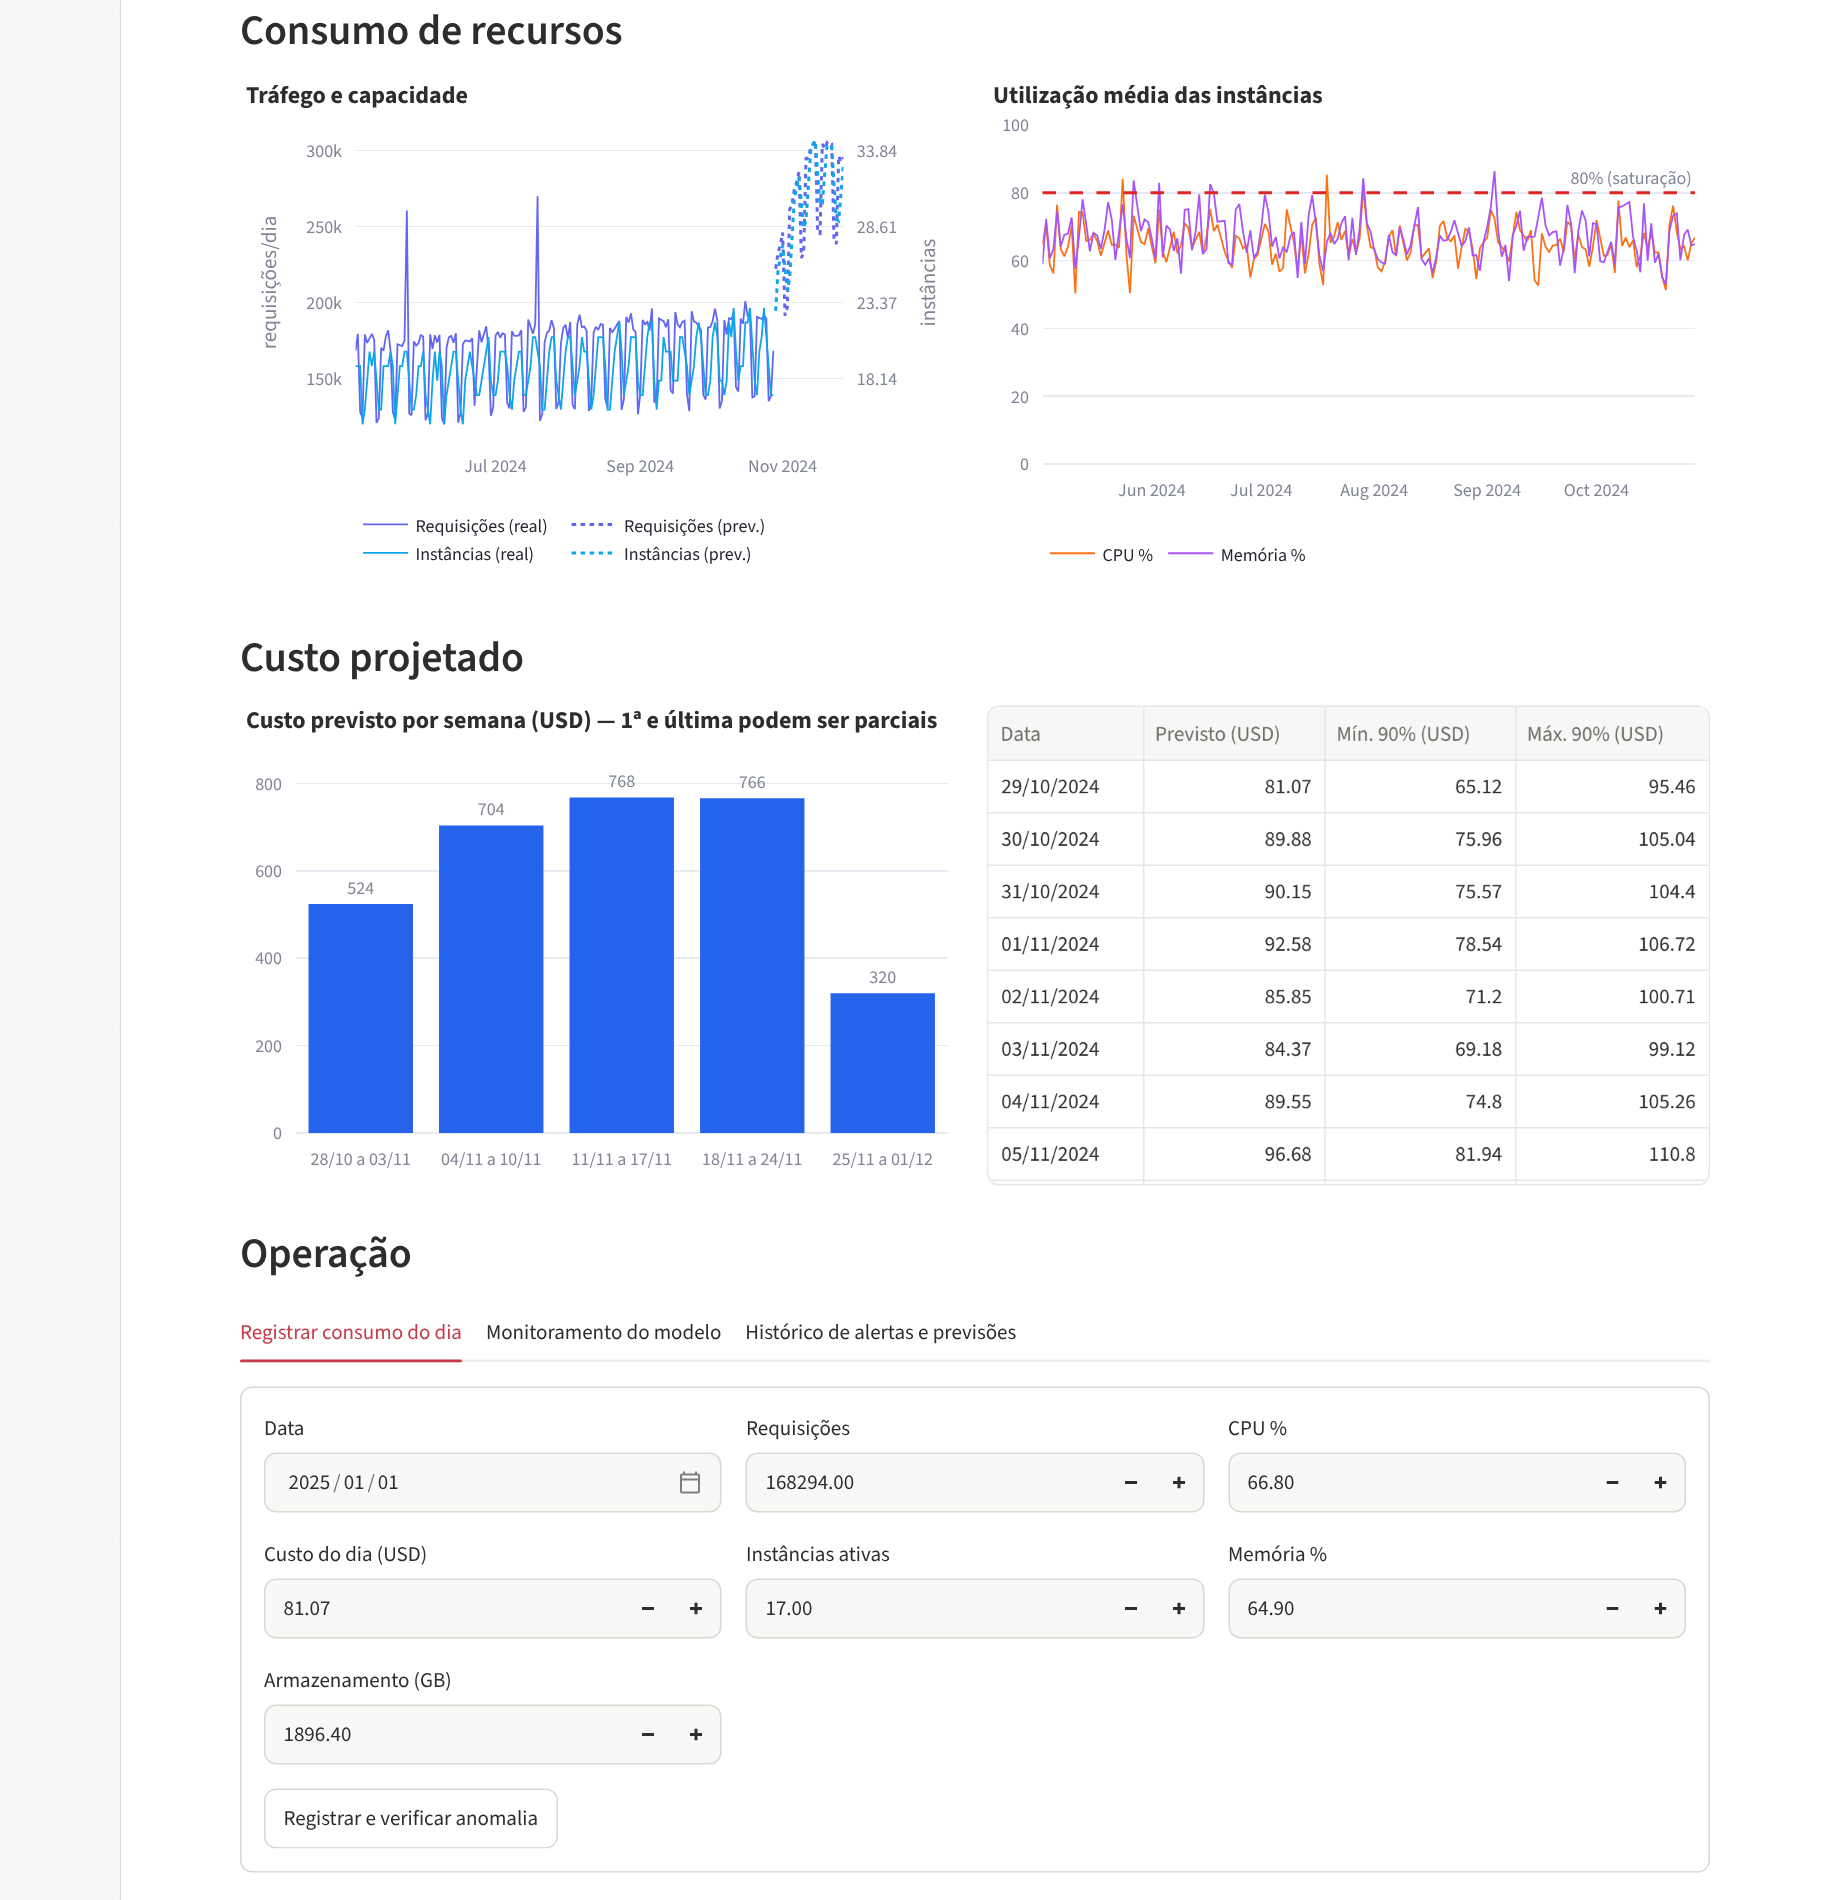 Consumo de recursos
Tráfego e capacidade
300k
250k
200k
150k
requisições/dia
33.84
28.61
23.37
18.14
instâncias
Jul 2024 Sep 2024 Nov 2024
Requisições (real) Requisições (prev.)
Instâncias (real) Instâncias (prev.)
Utilização média das instâncias
100
80
60
40
20
0
80% (saturação)
Jun 2024 Jul 2024 Aug 2024 Sep 2024 Oct 2024
CPU % Memória %
Custo projetado
Custo previsto por semana (USD) — 1ª e última podem ser parciais
800
600
400
200
0
524
704
768
766
320
28/10 a 03/11 04/11 a 10/11 11/11 a 17/11 18/11 a 24/11 25/11 a 01/12
Data Previsto (USD) Mín. 90% (USD) Máx. 90% (USD)
29/10/2024 81.07 65.12 95.46
30/10/2024 89.88 75.96 105.04
31/10/2024 90.15 75.57 104.4
01/11/2024 92.58 78.54 106.72
02/11/2024 85.85 71.2 100.71
03/11/2024 84.37 69.18 99.12
04/11/2024 89.55 74.8 105.26
05/11/2024 96.68 81.94 110.8
Operação
Registrar consumo do dia Monitoramento do modelo Histórico de alertas e previsões
Data Requisições CPU %
2025 / 01 / 01 168294.00 66.80
Custo do dia (USD) Instâncias ativas Memória %
81.07 17.00 64.90
Armazenamento (GB)
1896.40
Registrar e verificar anomalia